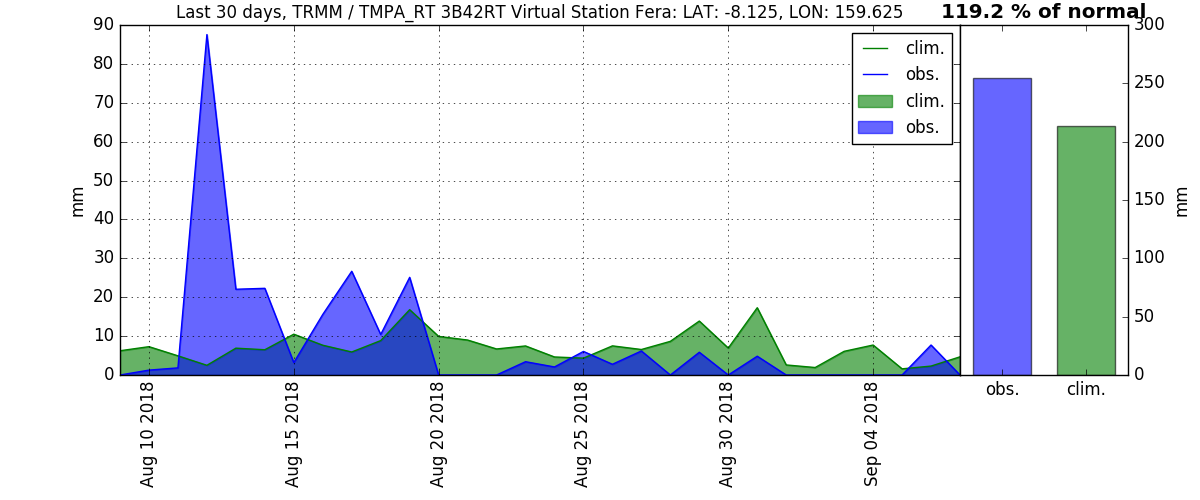 Last 30 days, TRMM / TMPA_RT 3B42RT Virtual Station Fera: LAT: -8.125, LON: 159.625
119.2 % of normal
90
80
70
60
50
40
30
20
10
0
mm
clim.
obs.
clim.
obs.
Aug 10 2018
Aug 15 2018
Aug 20 2018
Aug 25 2018
Aug 30 2018
Sep 04 2018
300
250
200
150
100
50
0
mm
obs.
clim.